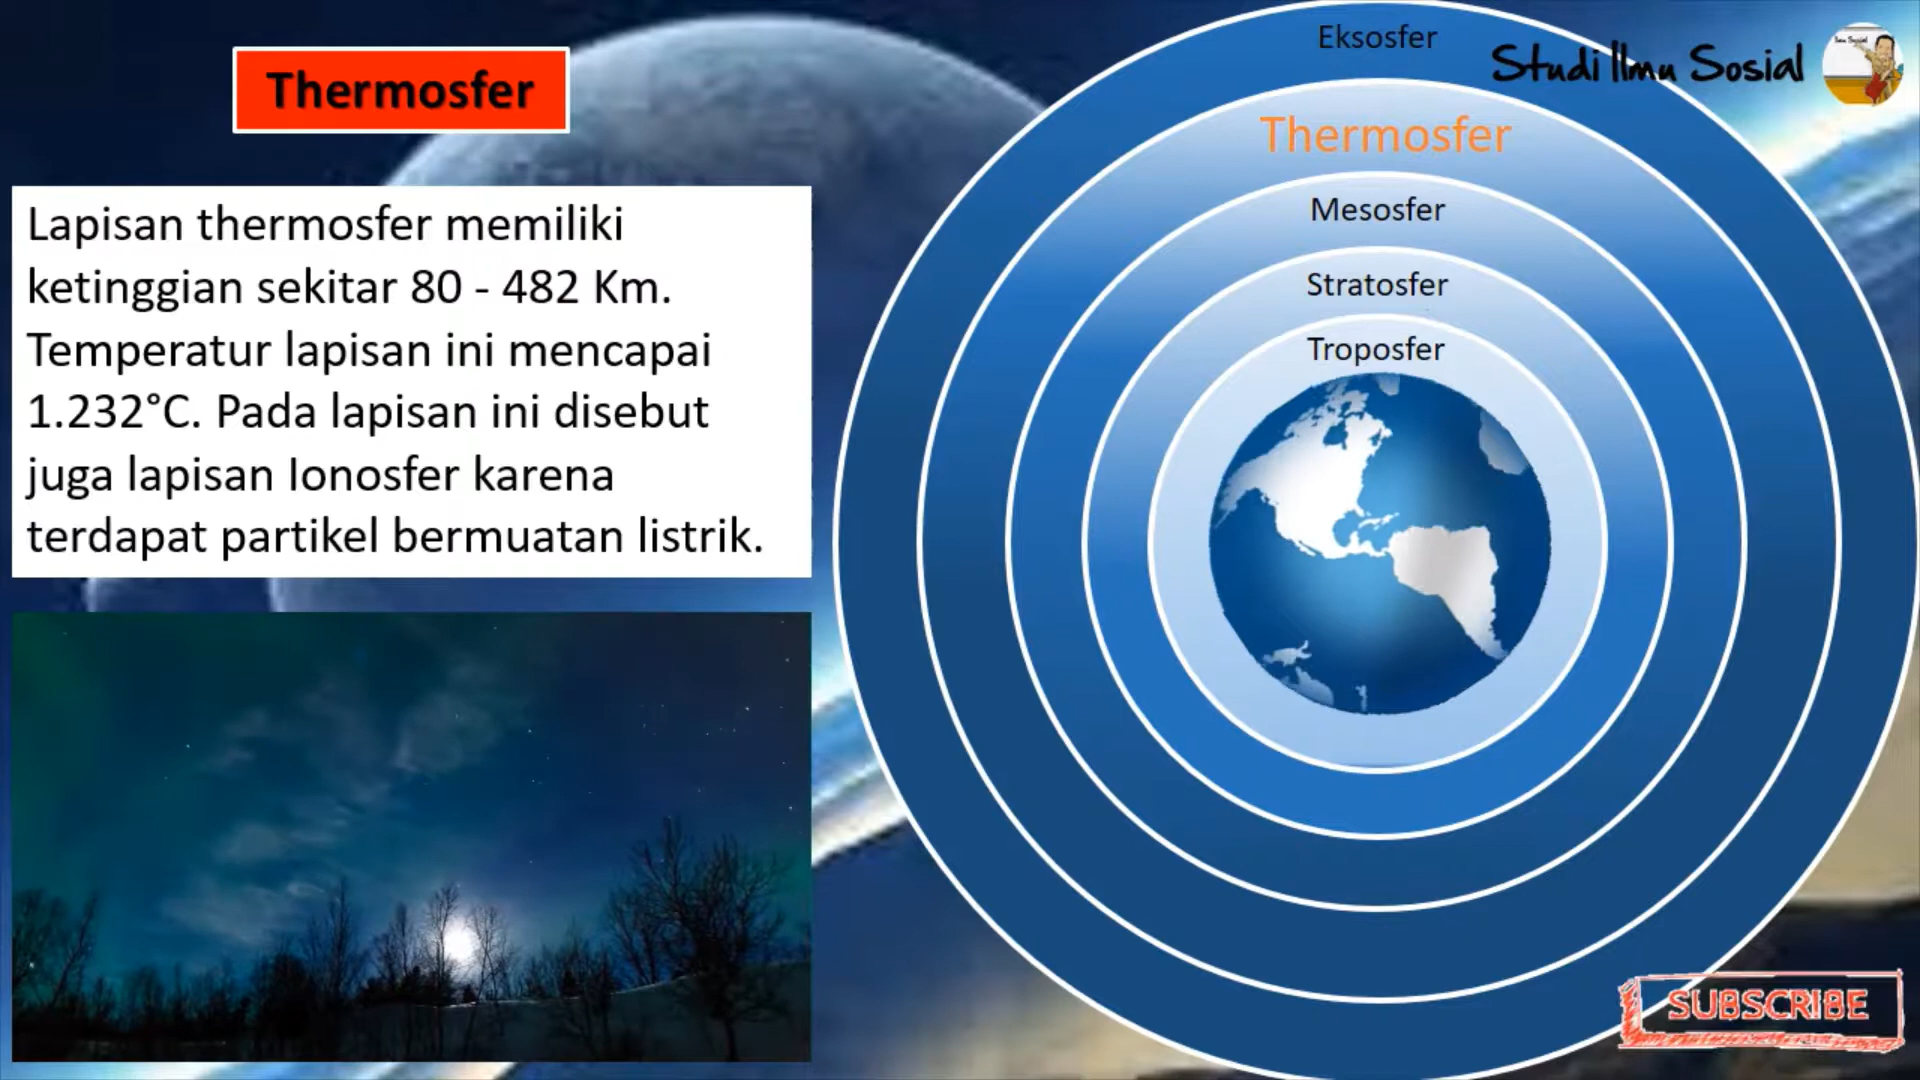 Thermosfer
Lapisan thermosfer memiliki
ketinggian sekitar 80 - 482 Km.
Temperatur lapisan ini mencapai
1.232°C. Pada lapisan ini disebut
juga lapisan Ionosfer karena
terdapat partikel bermuatan listrik.
Eksosfer
Studi Ilmu Sosial
Thermosfer
Mesosfer
Stratosfer
Troposfer
SUBSCRIBE